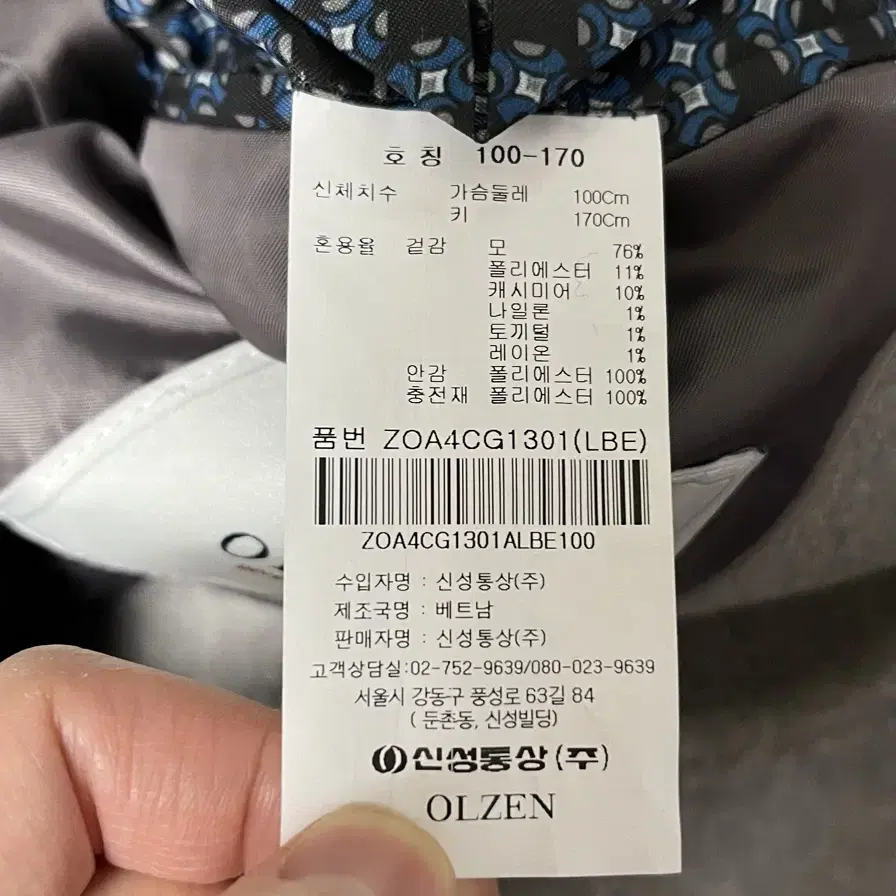 호칭 100-170
신체치수 가슴둘레 100Cm
키 170Cm
혼용율 겉감 모 76%
폴리에스터 11%
캐시미어 10%
나일론 1%
토끼털 1%
레이온 1%
안감 폴리에스터 100%
충전재 폴리에스터 100%
품번 ZOA4CG1301(LBE)
ZOA4CG1301ALBE100
수입자명 : 신성통상(주)
제조국명 : 베트남
판매자명 : 신성통상(주)
고객상담실:02-752-9639/080-023-9639
서울시 강동구 풍성로 63길 84
( 둔촌동, 신성빌딩)
신성통상(주)
OLZEN